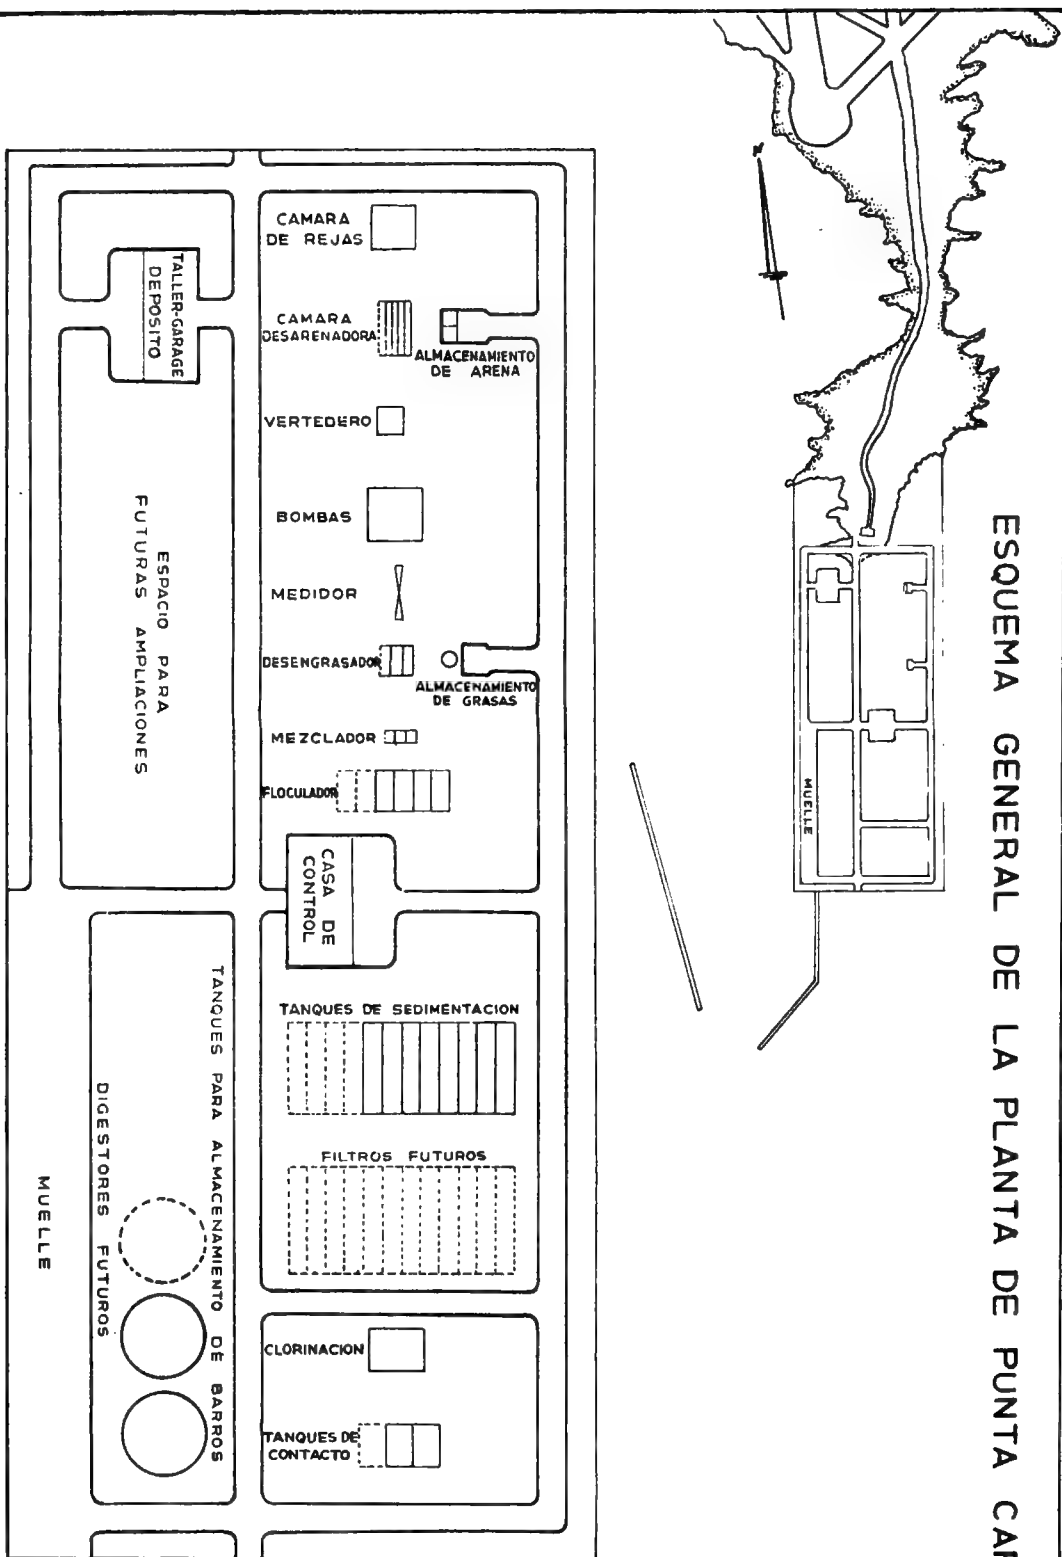 ESQUEMA GENERAL DE LA PLANTA DE PUNTA
N
MUELLE
CAMARA
DE REJAS
CAMARA
DESARENADORA
ALMACENAMIENTO
DE ARENA
VERTEDERO
BOMBAS
MEDIDOR
DESENGRASADOR
ALMACENAMIENTO
DE GRASAS
MEZCLADOR
FLOCULADOR
TALLER-GARAGE
DEPOSITO
ESPACIO PARA
FUTURAS AMPLIACIONES
CASA DE
CONTROL
TANQUES DE SEDIMENTACION
FILTROS FUTUROS
TANQUES PARA ALMACENAMIENTO DE BARROS
DIGESTORES FUTUROS
MUELLE
CLORINACION
TANQUES DE
CONTACTO